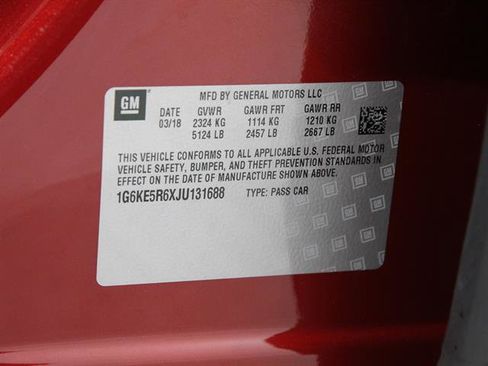 MFD BY GENERAL MOTORS LLC
GM
DATE GVWR GAWR FRT GAWR RR
03/18 2324 KG 1114 KG 1210 KG
5124 LB 2457 LB 2667 LB
THIS VEHICLE CONFORMS TO ALL APPLICABLE U.S. FEDERAL MOTOR
VEHICLE SAFETY, BUMPER, AND THEFT PREVENTION STANDARDS IN
EFFECT ON THE DATE OF MANUFACTURE SHOWN ABOVE.
1G6KE5R6XJU131688 TYPE: PASS CAR